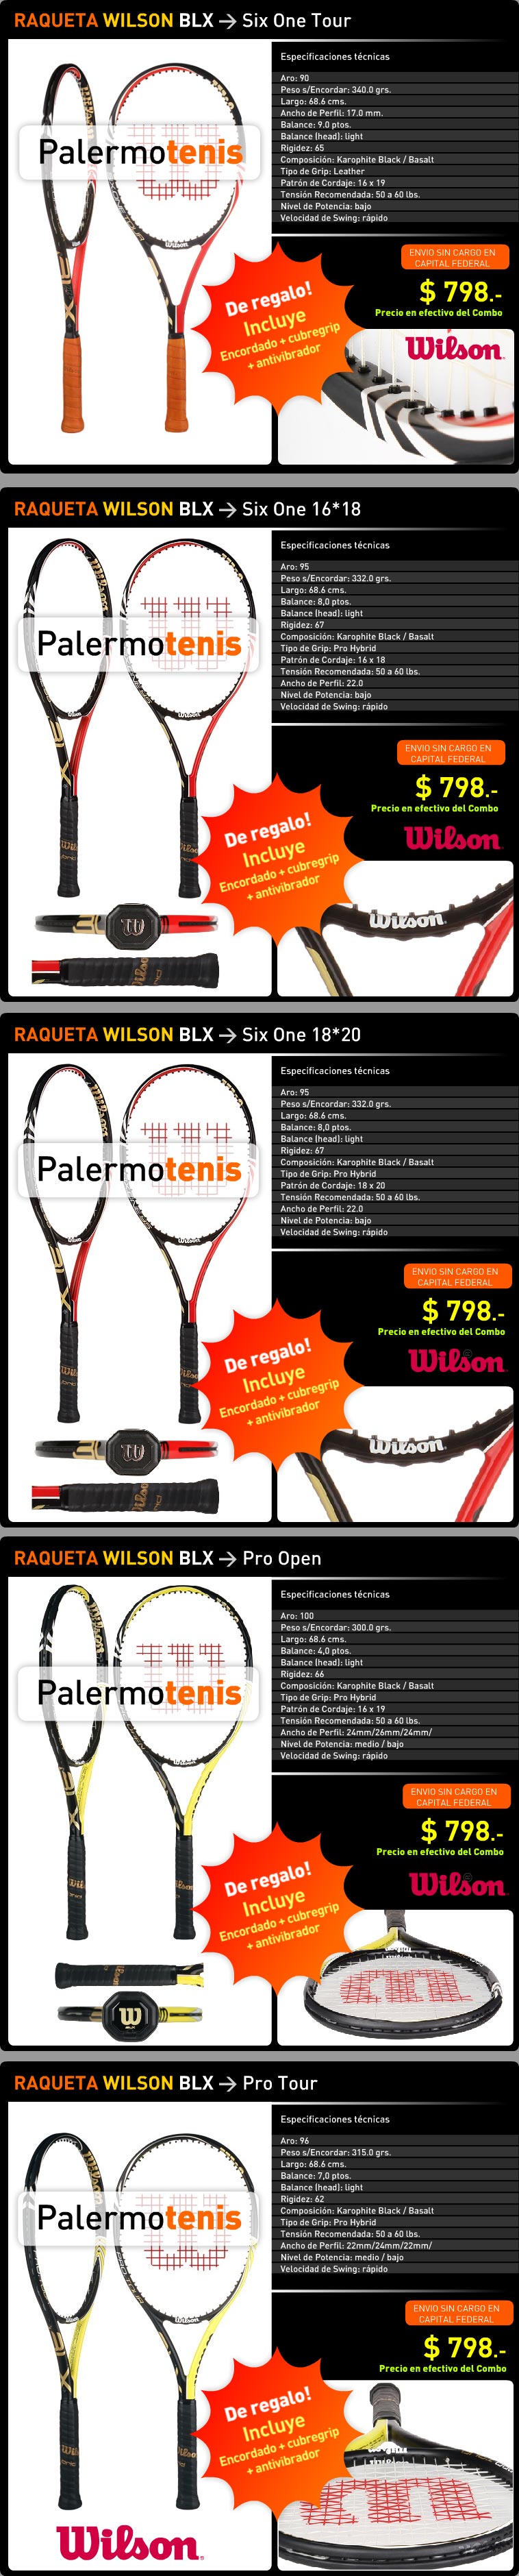 RAQUETA WILSON BLX → Six One Tour
Especificaciones técnicas
Aro: 90
Peso s/Encordar: 340.0 grs.
Largo: 68.6 cms.
Ancho de Perfil: 17.0 mm.
Balance: 9.0 ptos.
Balance (head): light
Rigidez: 65
Composición: Karophite Black / Basalt
Tipo de Grip: Leather
Patrón de Cordaje: 16 x 19
Tensión Recomendada: 50 a 60 lbs.
Nivel de Potencia: bajo
Velocidad de Swing: rápido
Palermotenis
Wilson
ENVIO SIN CARGO EN
CAPITAL FEDERAL
$ 798.-
Precio en efectivo del Combo
De regalo!
Incluye
Encordado + cubregrip
+ antivibrador
Wilson
RAQUETA WILSON BLX → Six One 16*18
Especificaciones técnicas
Aro: 95
Peso s/Encordar: 332.0 grs.
Largo: 68.6 cms.
Balance: 8,0 ptos.
Balance (head): light
Rigidez: 67
Composición: Karophite Black / Basalt
Tipo de Grip: Pro Hybrid
Patrón de Cordaje: 16 x 18
Tensión Recomendada: 50 a 60 lbs.
Ancho de Perfil: 22.0
Nivel de Potencia: bajo
Velocidad de Swing: rápido
Palermotenis
Wilson
ENVIO SIN CARGO EN
CAPITAL FEDERAL
$ 798.-
Precio en efectivo del Combo
De regalo!
Incluye
Encordado + cubregrip
+ antivibrador
Wilson
Wilson
RAQUETA WILSON BLX → Six One 18*20
Especificaciones técnicas
Aro: 95
Peso s/Encordar: 332.0 grs.
Largo: 68.6 cms.
Balance: 8,0 ptos.
Balance (head): light
Rigidez: 67
Composición: Karophite Black / Basalt
Tipo de Grip: Pro Hybrid
Patrón de Cordaje: 18 x 20
Tensión Recomendada: 50 a 60 lbs.
Ancho de Perfil: 22.0
Nivel de Potencia: bajo
Velocidad de Swing: rápido
Palermotenis
Wilson
ENVIO SIN CARGO EN
CAPITAL FEDERAL
$ 798.-
Precio en efectivo del Combo
De regalo!
Incluye
Encordado + cubregrip
+ antivibrador
Wilson
Wilson
RAQUETA WILSON BLX → Pro Open
Especificaciones técnicas
Aro: 100
Peso s/Encordar: 300.0 grs.
Largo: 68.6 cms.
Balance: 4,0 ptos.
Balance (head): light
Rigidez: 66
Composición: Karophite Black / Basalt
Tipo de Grip: Pro Hybrid
Patrón de Cordaje: 16 x 19
Tensión Recomendada: 50 a 60 lbs.
Ancho de Perfil: 24mm/26mm/24mm/
Nivel de Potencia: medio / bajo
Velocidad de Swing: rápido
Palermotenis
Wilson
ENVIO SIN CARGO EN
CAPITAL FEDERAL
$ 798.-
Precio en efectivo del Combo
De regalo!
Incluye
Encordado + cubregrip
+ antivibrador
Wilson
RAQUETA WILSON BLX → Pro Tour
Especificaciones técnicas
Aro: 96
Peso s/Encordar: 315.0 grs.
Largo: 68.6 cms.
Balance: 7,0 ptos.
Balance (head): light
Rigidez: 62
Composición: Karophite Black / Basalt
Tipo de Grip: Pro Hybrid
Tensión Recomendada: 50 a 60 lbs.
Ancho de Perfil: 22mm/24mm/22mm/
Nivel de Potencia: medio / bajo
Velocidad de Swing: rápido
Palermotenis
Wilson
ENVIO SIN CARGO EN
CAPITAL FEDERAL
$ 798.-
Precio en efectivo del Combo
De regalo!
Incluye
Encordado + cubregrip
+ antivibrador
Wilson